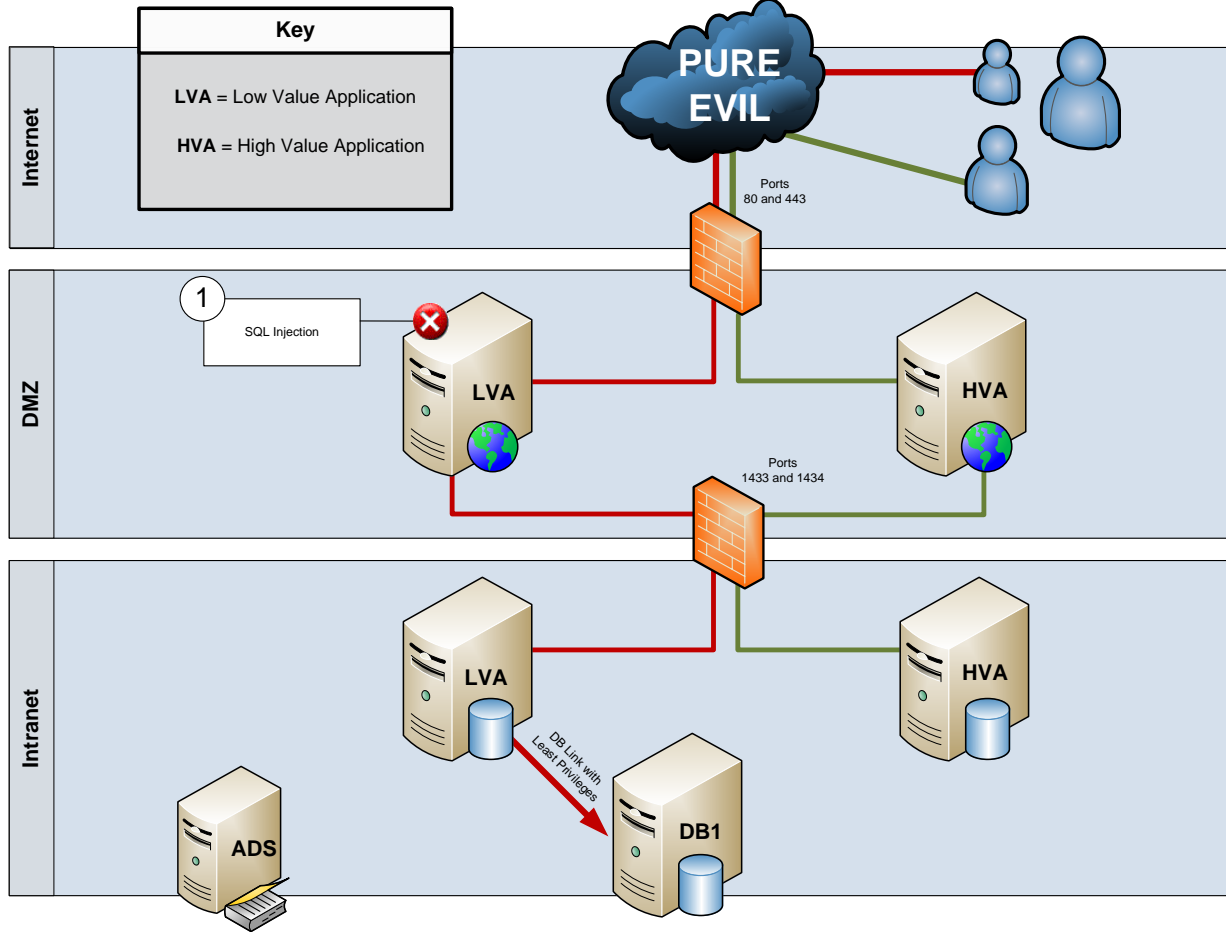 Key
LVA = Low Value Application
HVA = High Value Application
Internet
PURE
EVIL
Ports
80 and 443
DMZ
1
SQL Injection
LVA
HVA
Ports
1433 and 1434
Intranet
LVA
HVA
DB Link with
Least Privileges
ADS
DB1